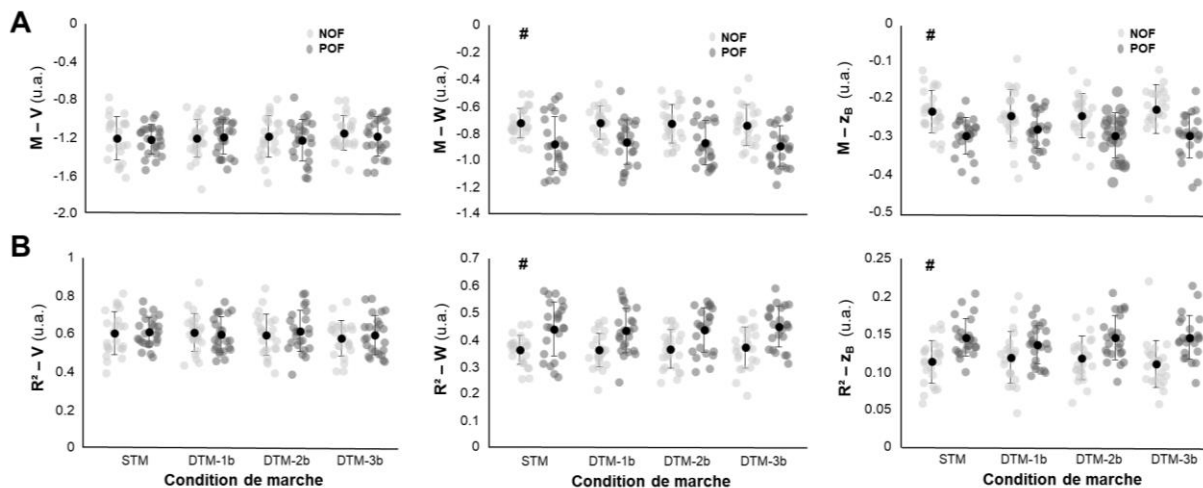 A
M – V (u.a.)
0
-0.4
-0.8
-1.2
-1.6
-2.0
NOF
POF
M – W (u.a.)
0
-0.2
-0.4
-0.6
-0.8
-1.0
-1.2
-1.4
#
NOF
POF
M – zB (u.a.)
0
-0.1
-0.2
-0.3
-0.4
-0.5
#
NOF
POF
B
R² – V (u.a.)
1
0.8
0.6
0.4
0.2
0
STM DTM-1b DTM-2b DTM-3b
Condition de marche
R² – W (u.a.)
0.7
0.6
0.5
0.4
0.3
0.2
0.1
0
#
STM DTM-1b DTM-2b DTM-3b
Condition de marche
R² – zB (u.a.)
0.25
0.2
0.15
0.10
0.05
0
#
STM DTM-1b DTM-2b DTM-3b
Condition de marche